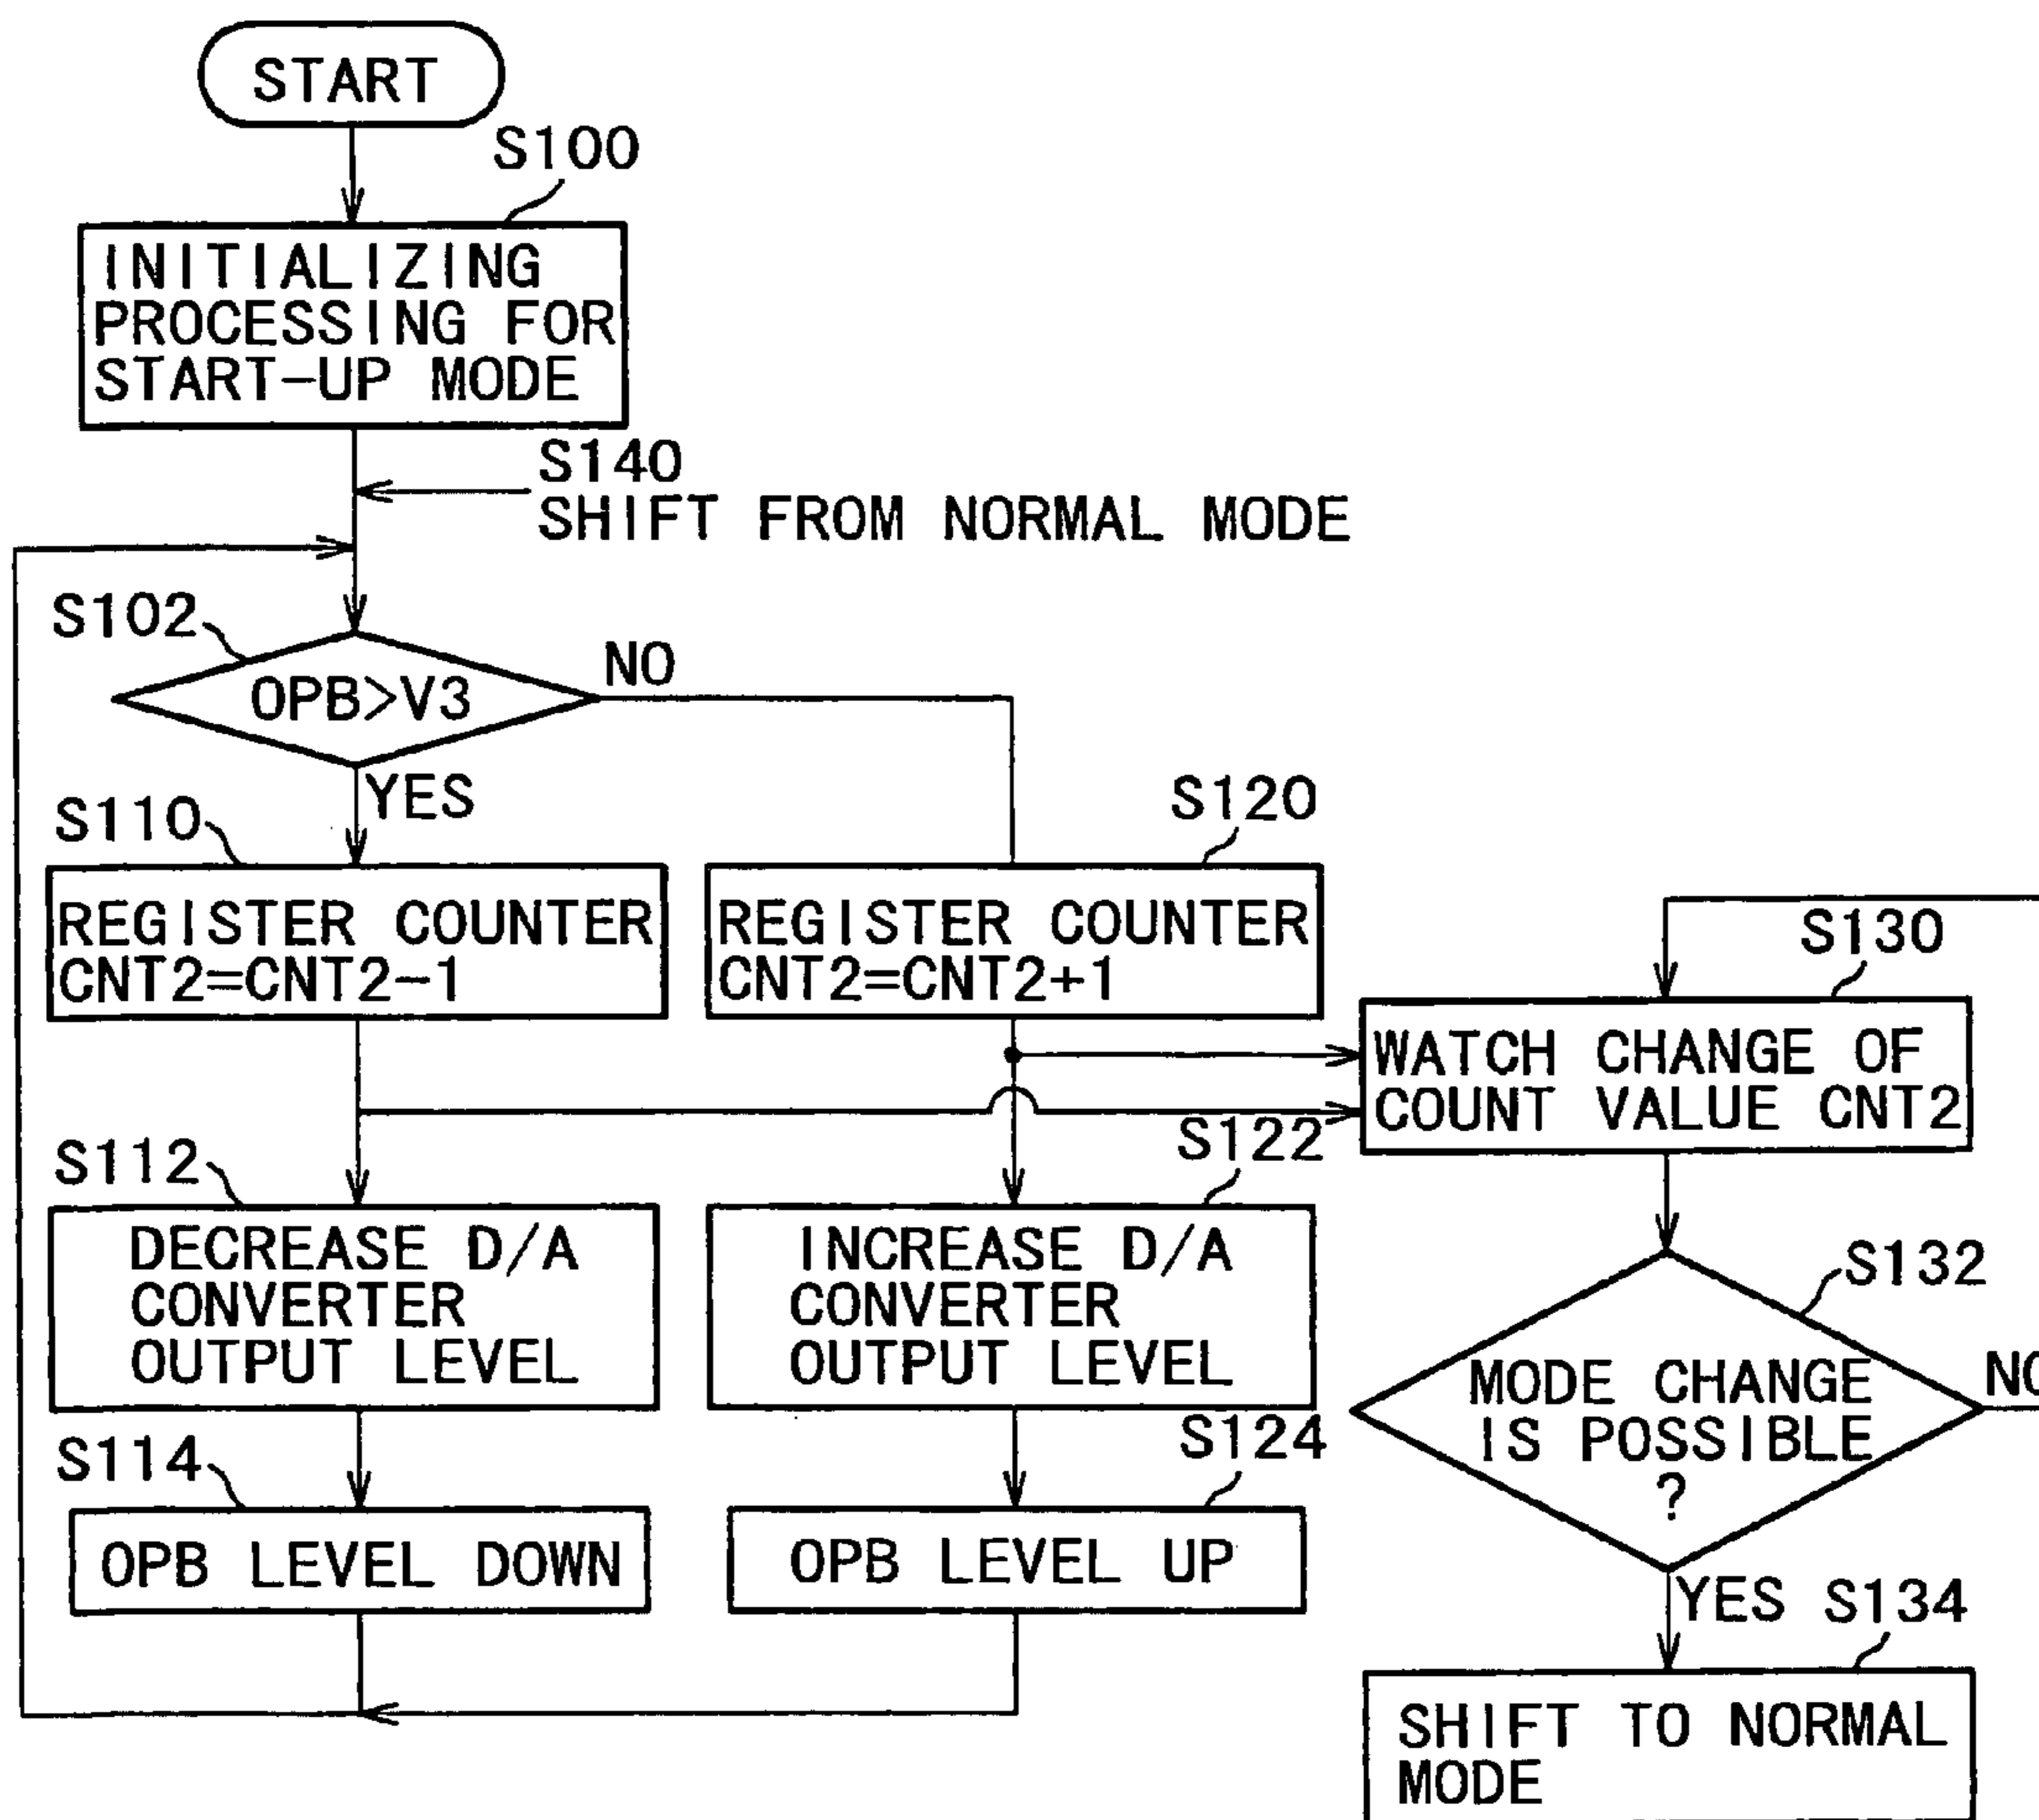 START
S100
INITIALIZING
PROCESSING FOR
START-UP MODE
S140
SHIFT FROM NORMAL MODE
S102
OPB>V3
NO
YES
S110
REGISTER COUNTER
CNT2=CNT2-1
S120
REGISTER COUNTER
CNT2=CNT2+1
S130
WATCH CHANGE OF
COUNT VALUE CNT2
S112
DECREASE D/A
CONVERTER
OUTPUT LEVEL
S122
INCREASE D/A
CONVERTER
OUTPUT LEVEL
S132
MODE CHANGE
IS POSSIBLE
?
NO
S114
OPB LEVEL DOWN
S124
OPB LEVEL UP
YES
S134
SHIFT TO NORMAL
MODE